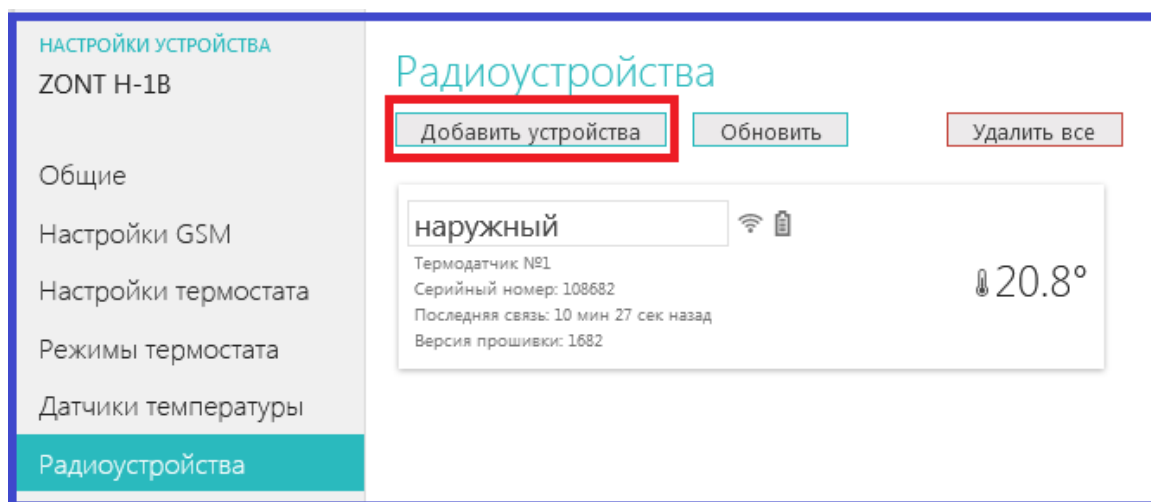 НАСТРОЙКИ УСТРОЙСТВА
ZONT H-1B
Общие
Настройки GSM
Настройки термостата
Режимы термостата
Датчики температуры
Радиоустройства
Радиоустройства
Добавить устройства
Обновить
Удалить все
наружный
Термодатчик №1
Серийный номер: 108682
Последняя связь: 10 мин 27 сек назад
Версия прошивки: 1682
20.8°